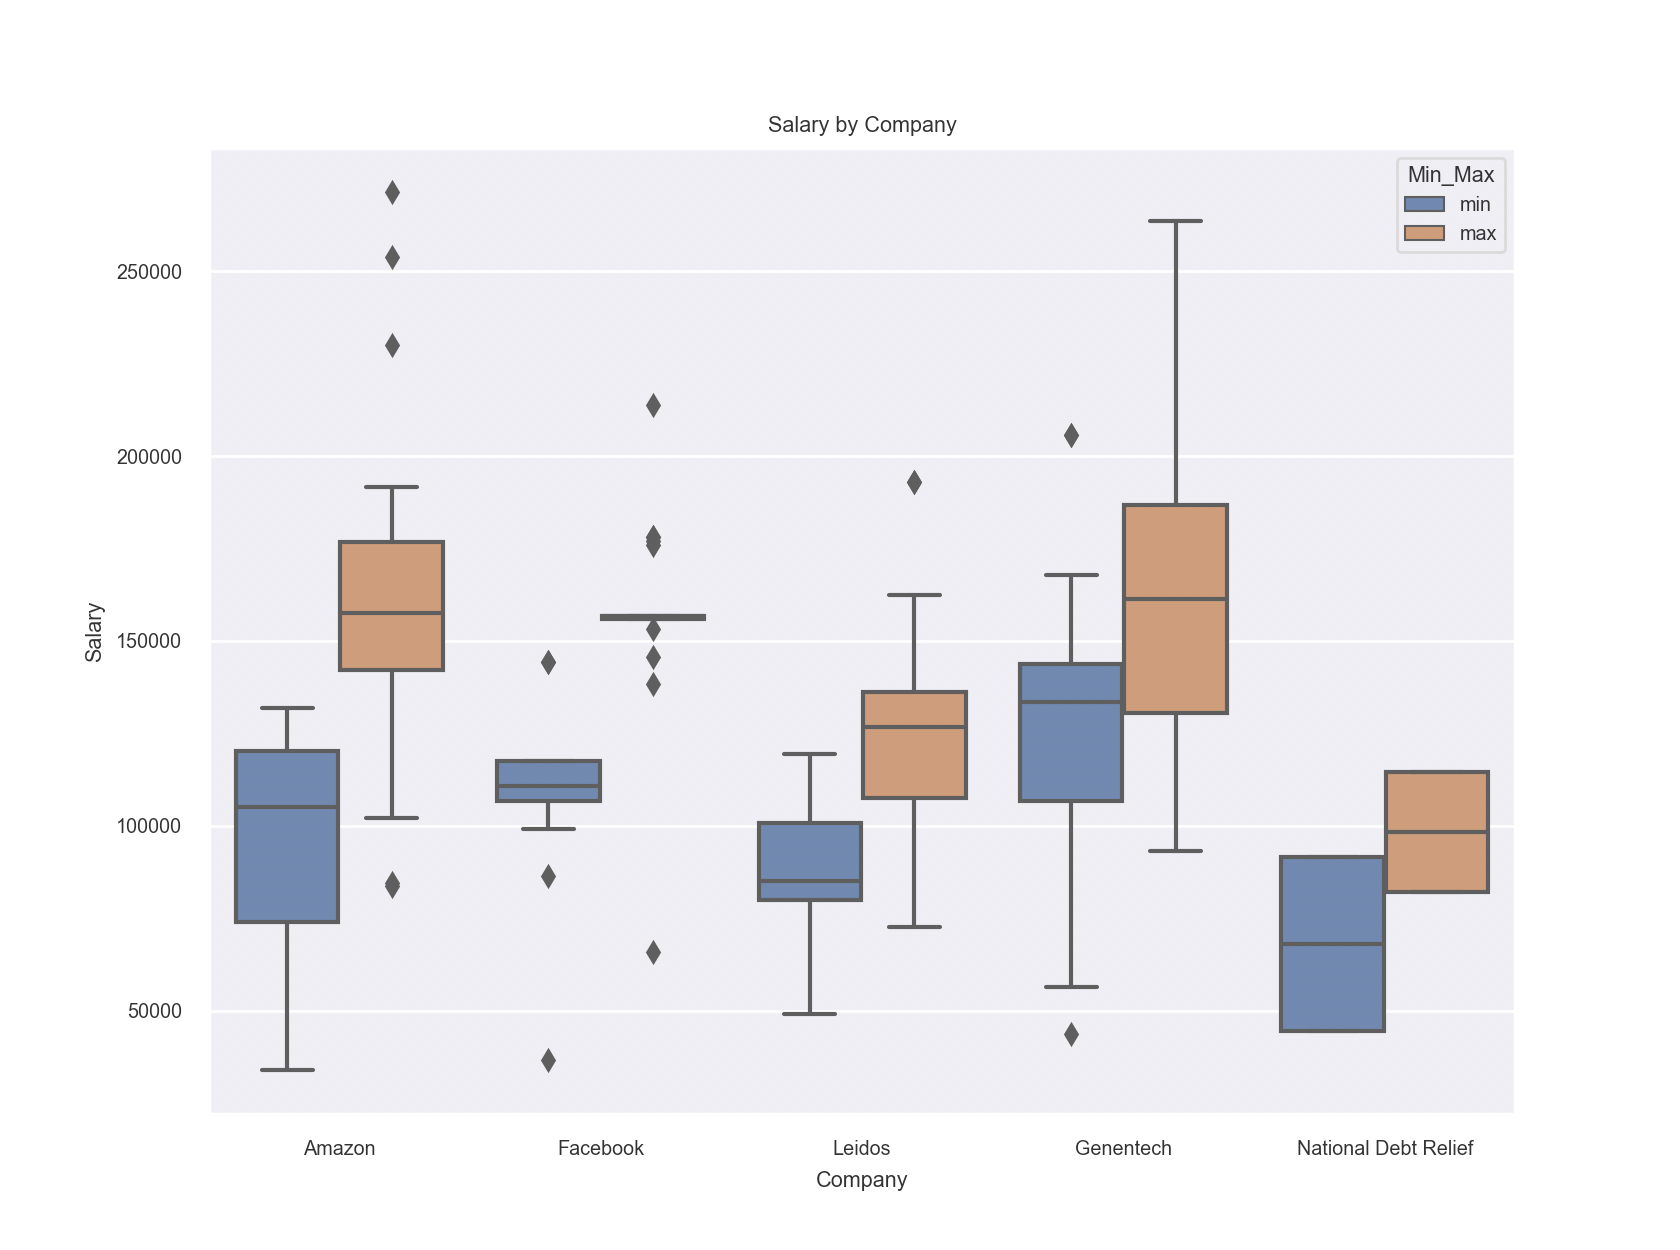 Salary by Company
Min_Max
min
max
250000
200000
150000
100000
50000
Salary
Amazon
Facebook
Leidos
Genentech
National Debt Relief
Company